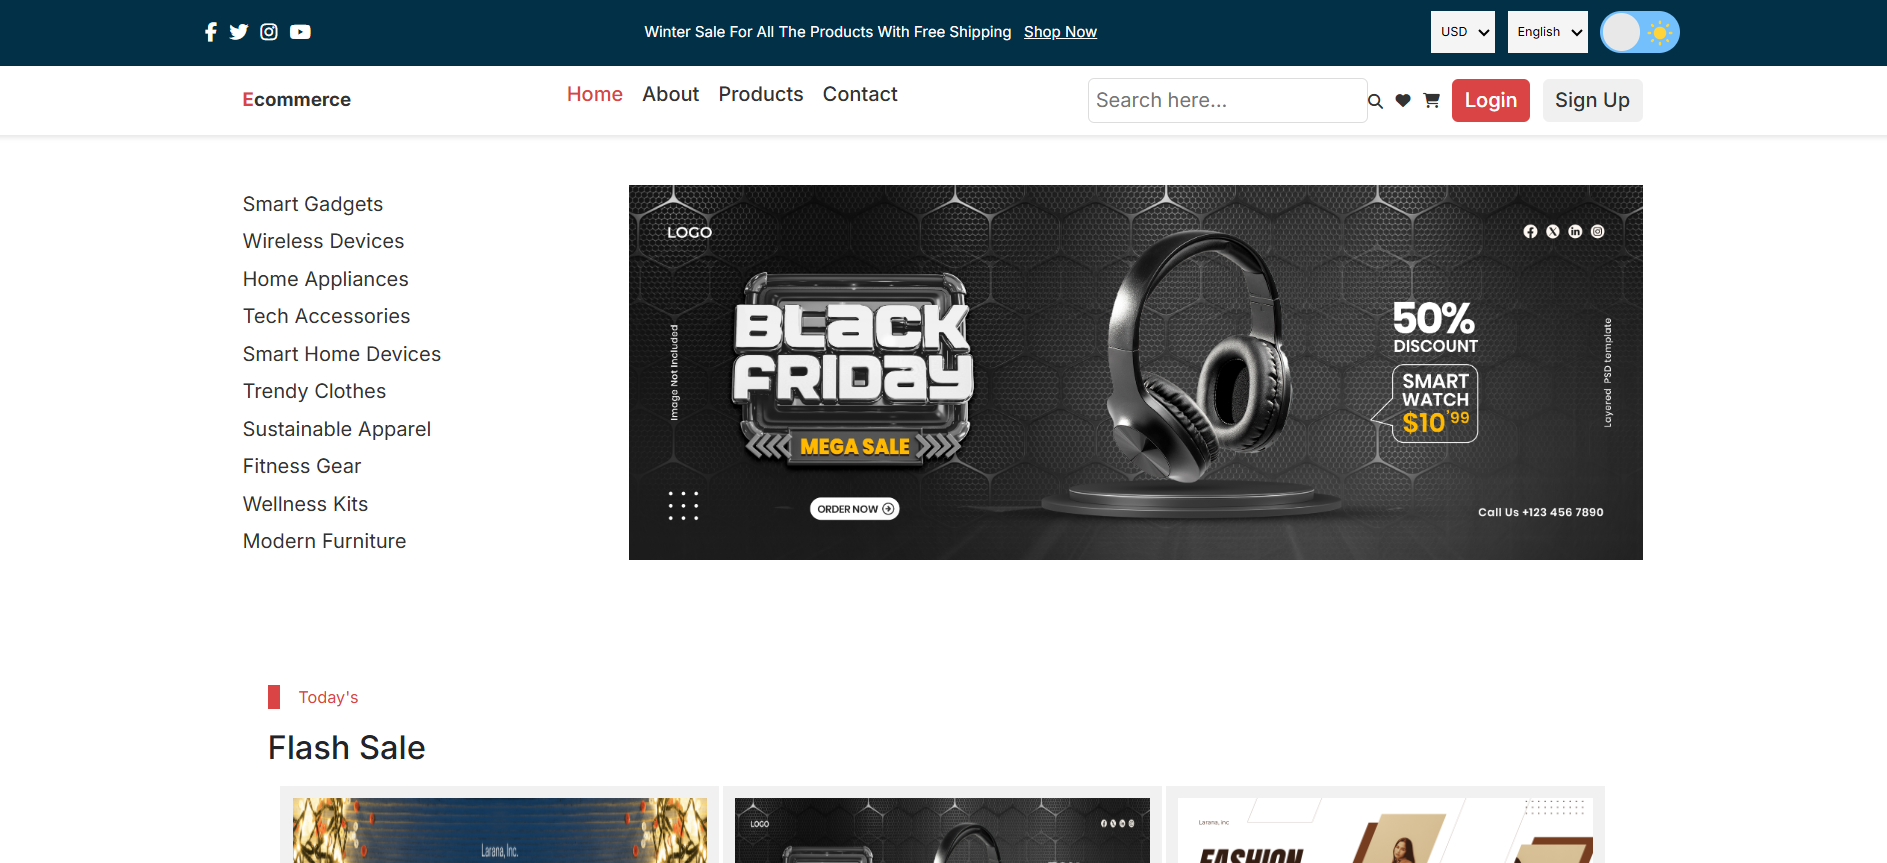 Winter Sale For All The Products With Free Shipping Shop Now
USD
English
Ecommerce
Home About Products Contact
Search here...
Login
Sign Up
Smart Gadgets
Wireless Devices
Home Appliances
Tech Accessories
Smart Home Devices
Trendy Clothes
Sustainable Apparel
Fitness Gear
Wellness Kits
Modern Furniture
LOGO
Image Not Included
BLACK
FRIDAY
MEGA SALE
ORDER NOW
50%
DISCOUNT
SMART
WATCH
$10'99
Layered PSD template
Call Us +123 456 7890
Today's
Flash Sale
Larana, Inc.
LOGO
Larana, Inc
FASHION